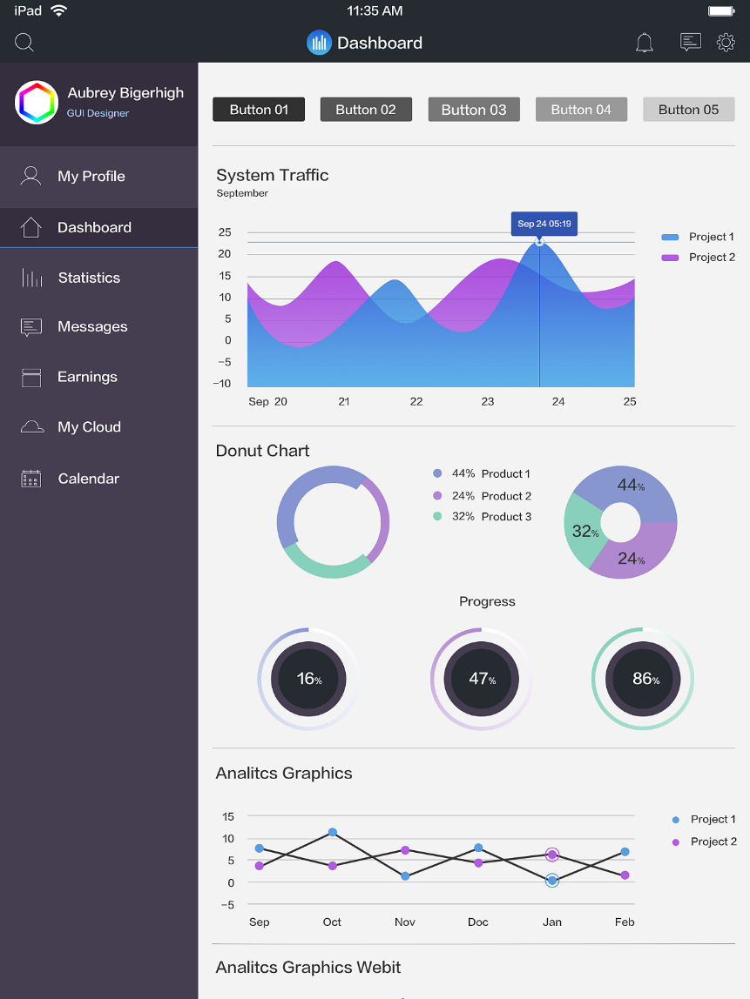 iPad
11:35 AM
Dashboard
Aubrey Bigerhigh
GUI Designer
My Profile
Dashboard
Statistics
Messages
Earnings
My Cloud
Calendar
Button 01
Button 02
Button 03
Button 04
Button 05
System Traffic
September
Sep 24 05:19
25
20
15
10
5
0
−5
−10
Sep 20 21 22 23 24 25
Project 1
Project 2
Donut Chart
44% Product 1
24% Product 2
32% Product 3
44%
32%
24%
Progress
16%
47%
86%
Analitcs Graphics
15
10
5
0
−5
Sep Oct Nov Doc Jan Feb
Project 1
Project 2
Analitcs Graphics Webit